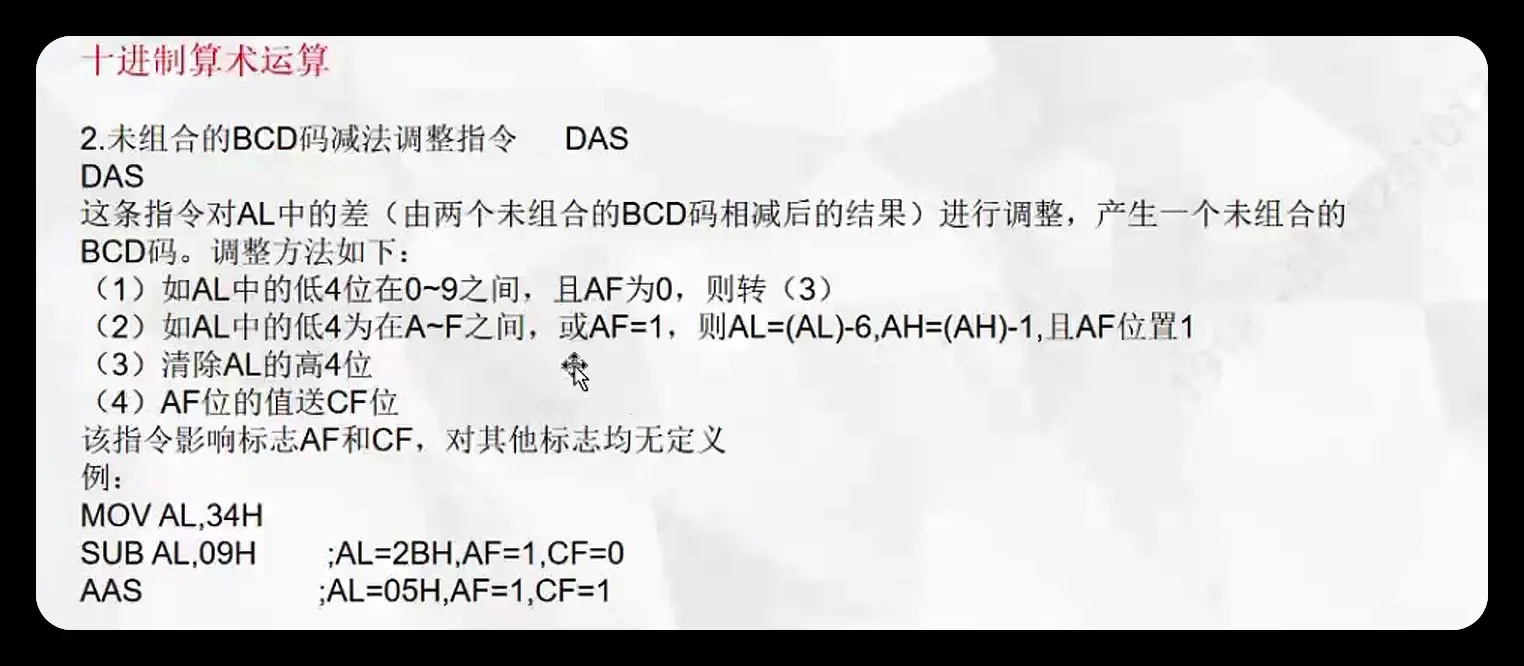 十进制算术运算
2.未组合的BCD码减法调整指令 DAS
DAS
这条指令对AL中的差（由两个未组合的BCD码相减后的结果）进行调整，产生一个未组合的
BCD码。调整方法如下：
（1）如AL中的低4位在0~9之间，且AF为0，则转（3）
（2）如AL中的低4为在A~F之间，或AF=1，则AL=(AL)-6,AH=(AH)-1,且AF位置1
（3）清除AL的高4位
（4）AF位的值送CF位
该指令影响标志AF和CF，对其他标志均无定义
例：
MOV AL,34H
SUB AL,09H ;AL=2BH,AF=1,CF=0
AAS ;AL=05H,AF=1,CF=1